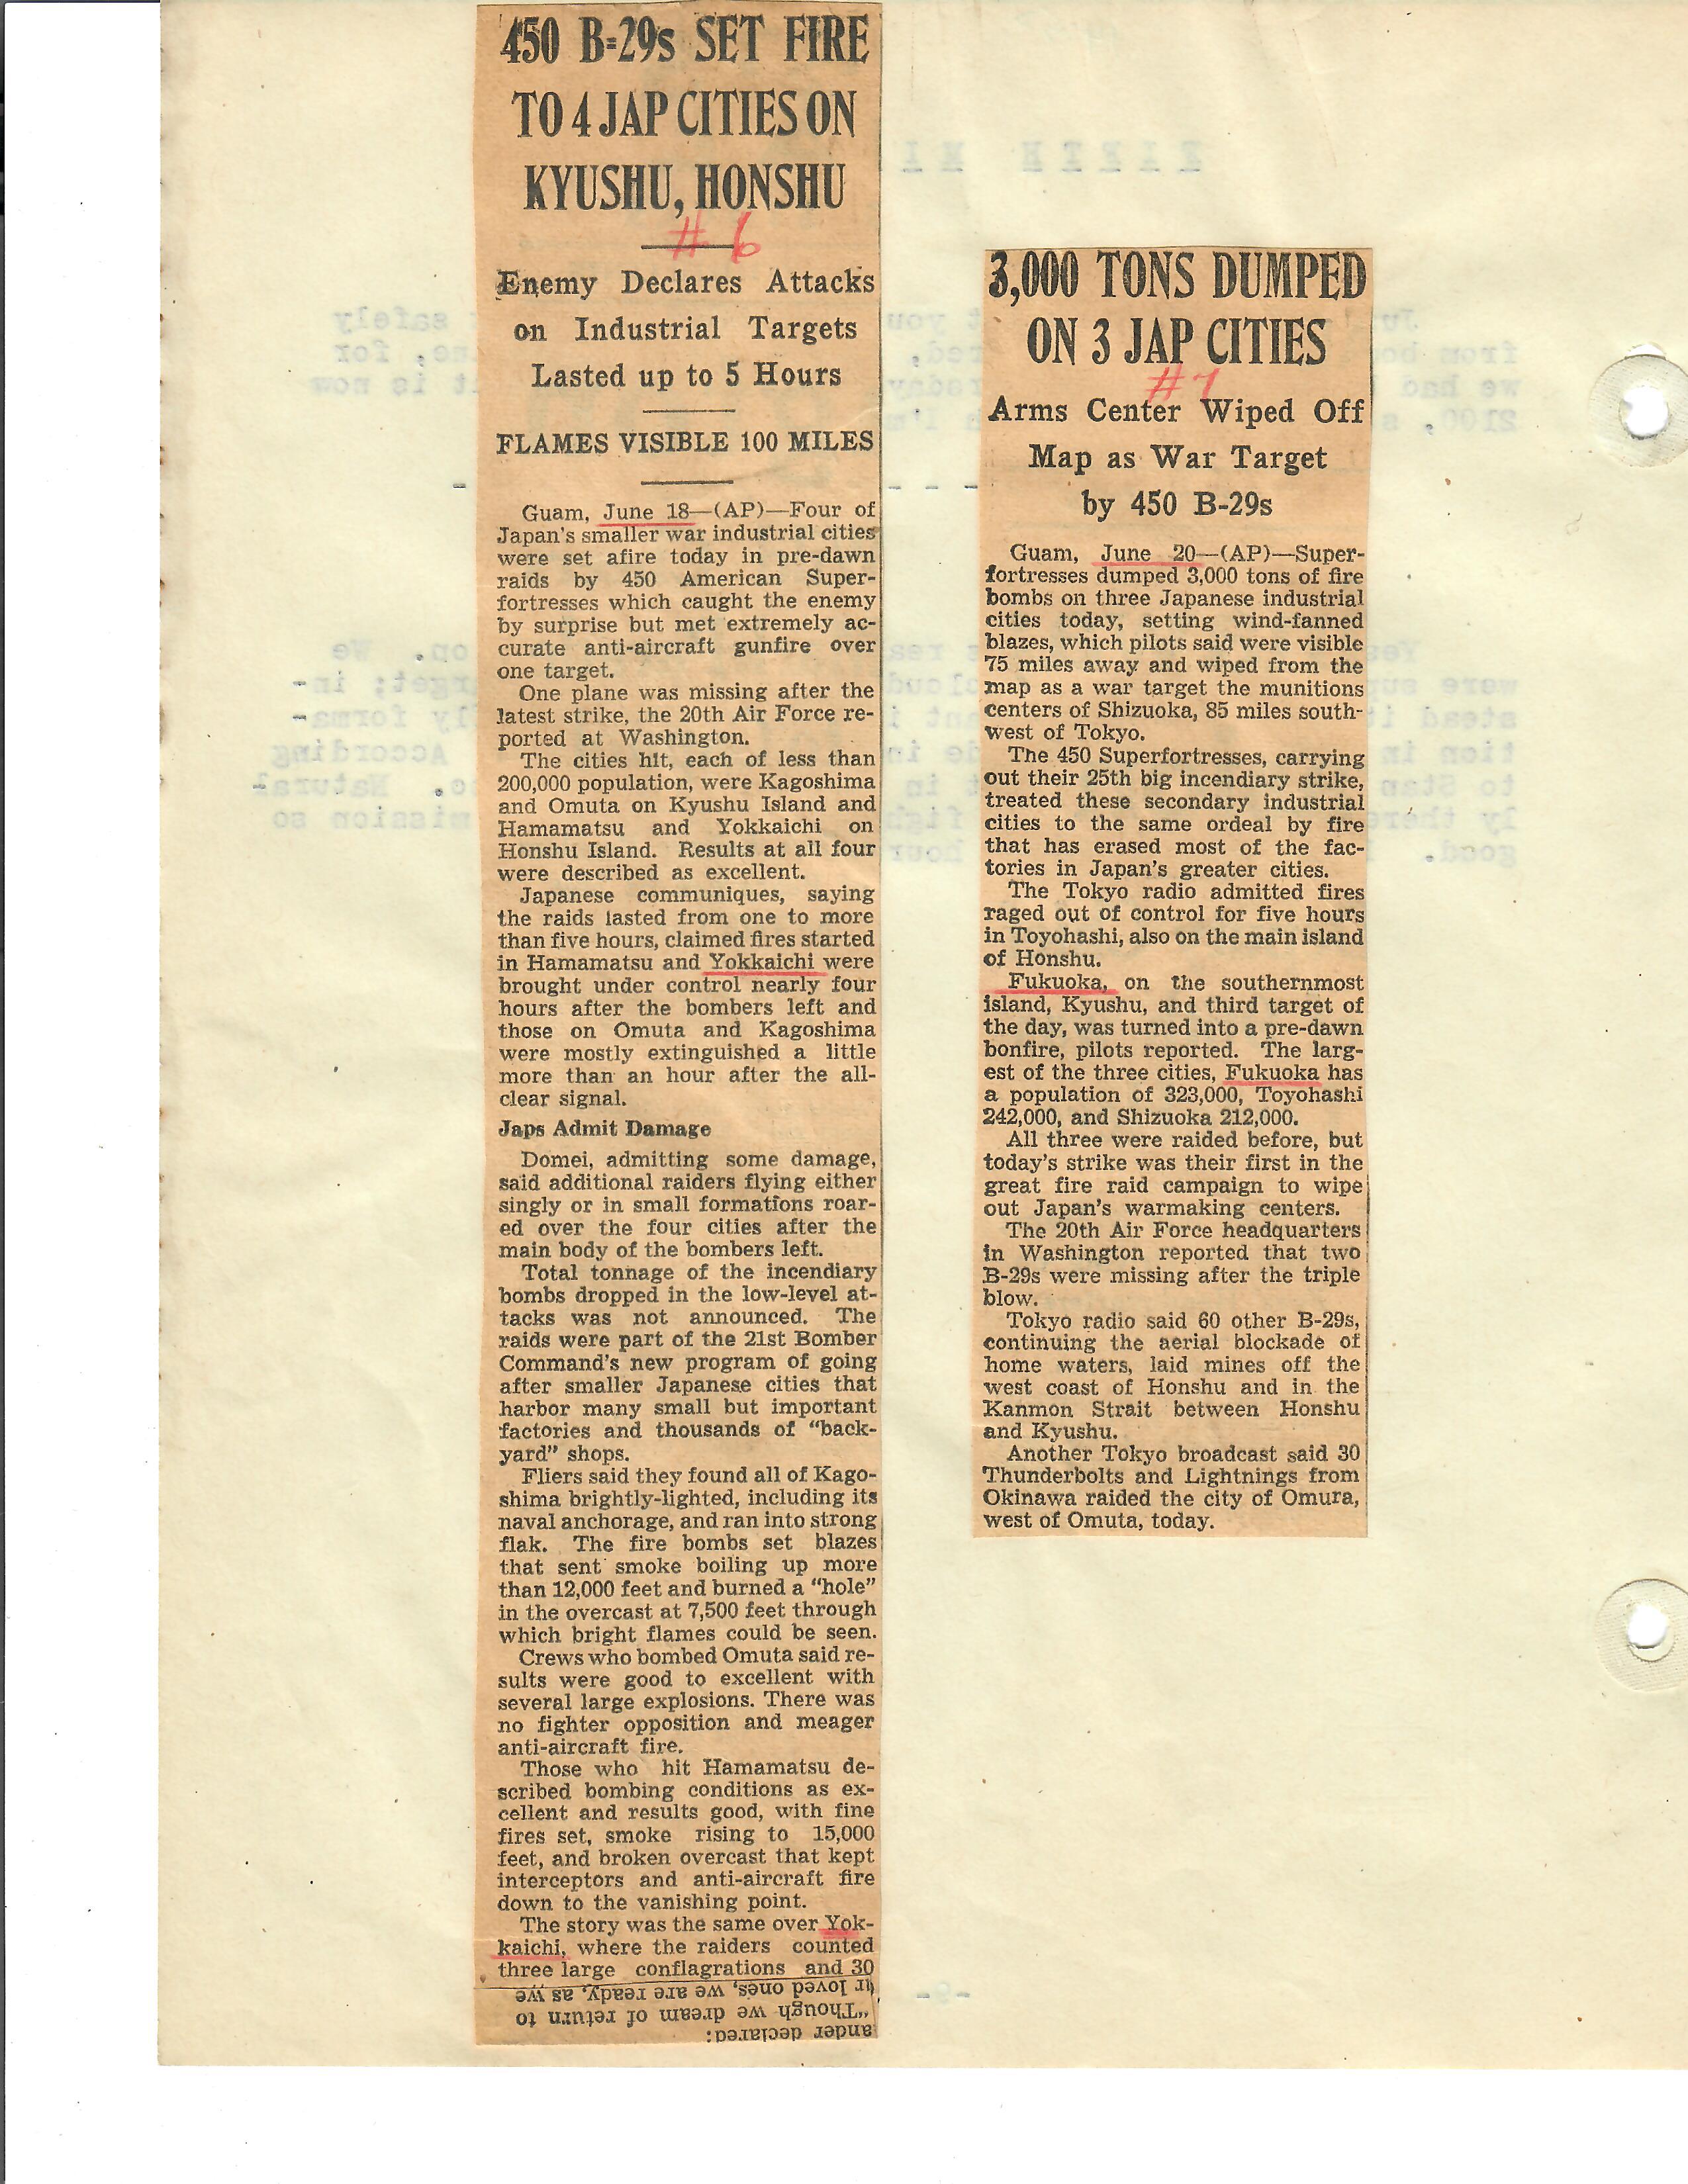 450 B-29s SET FIRE
TO 4 JAP CITIES ON
KYUSHU, HONSHU
# 6
Enemy Declares Attacks
on Industrial Targets
Lasted up to 5 Hours
FLAMES VISIBLE 100 MILES
Guam, June 18—(AP)—Four of
Japan's smaller war industrial cities
were set afire today in pre-dawn
raids by 450 American Super-
fortresses which caught the enemy
by surprise but met extremely ac-
curate anti-aircraft gunfire over
one target.
One plane was missing after the
latest strike, the 20th Air Force re-
ported at Washington.
The cities hit, each of less than
200,000 population, were Kagoshima
and Omuta on Kyushu Island and
Hamamatsu and Yokkaichi on
Honshu Island. Results at all four
were described as excellent.
Japanese communiques, saying
the raids lasted from one to more
than five hours, claimed fires started
in Hamamatsu and Yokkaichi were
brought under control nearly four
hours after the bombers left and
those on Omuta and Kagoshima
were mostly extinguished a little
more than an hour after the all-
clear signal.
Japs Admit Damage
Domei, admitting some damage,
said additional raiders flying either
singly or in small formations roar-
ed over the four cities after the
main body of the bombers left.
Total tonnage of the incendiary
bombs dropped in the low-level at-
tacks was not announced. The
raids were part of the 21st Bomber
Command's new program of going
after smaller Japanese cities that
harbor many small but important
factories and thousands of "back-
yard" shops.
Fliers said they found all of Kago-
shima brightly-lighted, including its
naval anchorage, and ran into strong
flak. The fire bombs set blazes
that sent smoke boiling up more
than 12,000 feet and burned a "hole"
in the overcast at 7,500 feet through
which bright flames could be seen.
Crews who bombed Omuta said re-
sults were good to excellent with
several large explosions. There was
no fighter opposition and meager
anti-aircraft fire.
Those who hit Hamamatsu de-
scribed bombing conditions as ex-
cellent and results good, with fine
fires set, smoke rising to 15,000
feet, and broken overcast that kept
interceptors and anti-aircraft fire
down to the vanishing point.
The story was the same over Yok-
kaichi, where the raiders counted
three large conflagrations and 30
ander declared:
"Though we dream of return to
ir loved ones, we are ready, as we
3,000 TONS DUMPED
ON 3 JAP CITIES
# 7
Arms Center Wiped Off
Map as War Target
by 450 B-29s
Guam, June 20—(AP)—Super-
fortresses dumped 3,000 tons of fire
bombs on three Japanese industrial
cities today, setting wind-fanned
blazes, which pilots said were visible
75 miles away and wiped from the
map as a war target the munitions
centers of Shizuoka, 85 miles south-
west of Tokyo.
The 450 Superfortresses, carrying
out their 25th big incendiary strike,
treated these secondary industrial
cities to the same ordeal by fire
that has erased most of the fac-
tories in Japan's greater cities.
The Tokyo radio admitted fires
raged out of control for five hours
in Toyohashi, also on the main island
of Honshu.
Fukuoka, on the southernmost
island, Kyushu, and third target of
the day, was turned into a pre-dawn
bonfire, pilots reported. The larg-
est of the three cities, Fukuoka has
a population of 323,000, Toyohashi
242,000, and Shizuoka 212,000.
All three were raided before, but
today's strike was their first in the
great fire raid campaign to wipe
out Japan's warmaking centers.
The 20th Air Force headquarters
in Washington reported that two
B-29s were missing after the triple
blow.
Tokyo radio said 60 other B-29s,
continuing the aerial blockade of
home waters, laid mines off the
west coast of Honshu and in the
Kanmon Strait between Honshu
and Kyushu.
Another Tokyo broadcast said 30
Thunderbolts and Lightnings from
Okinawa raided the city of Omura,
west of Omuta, today.